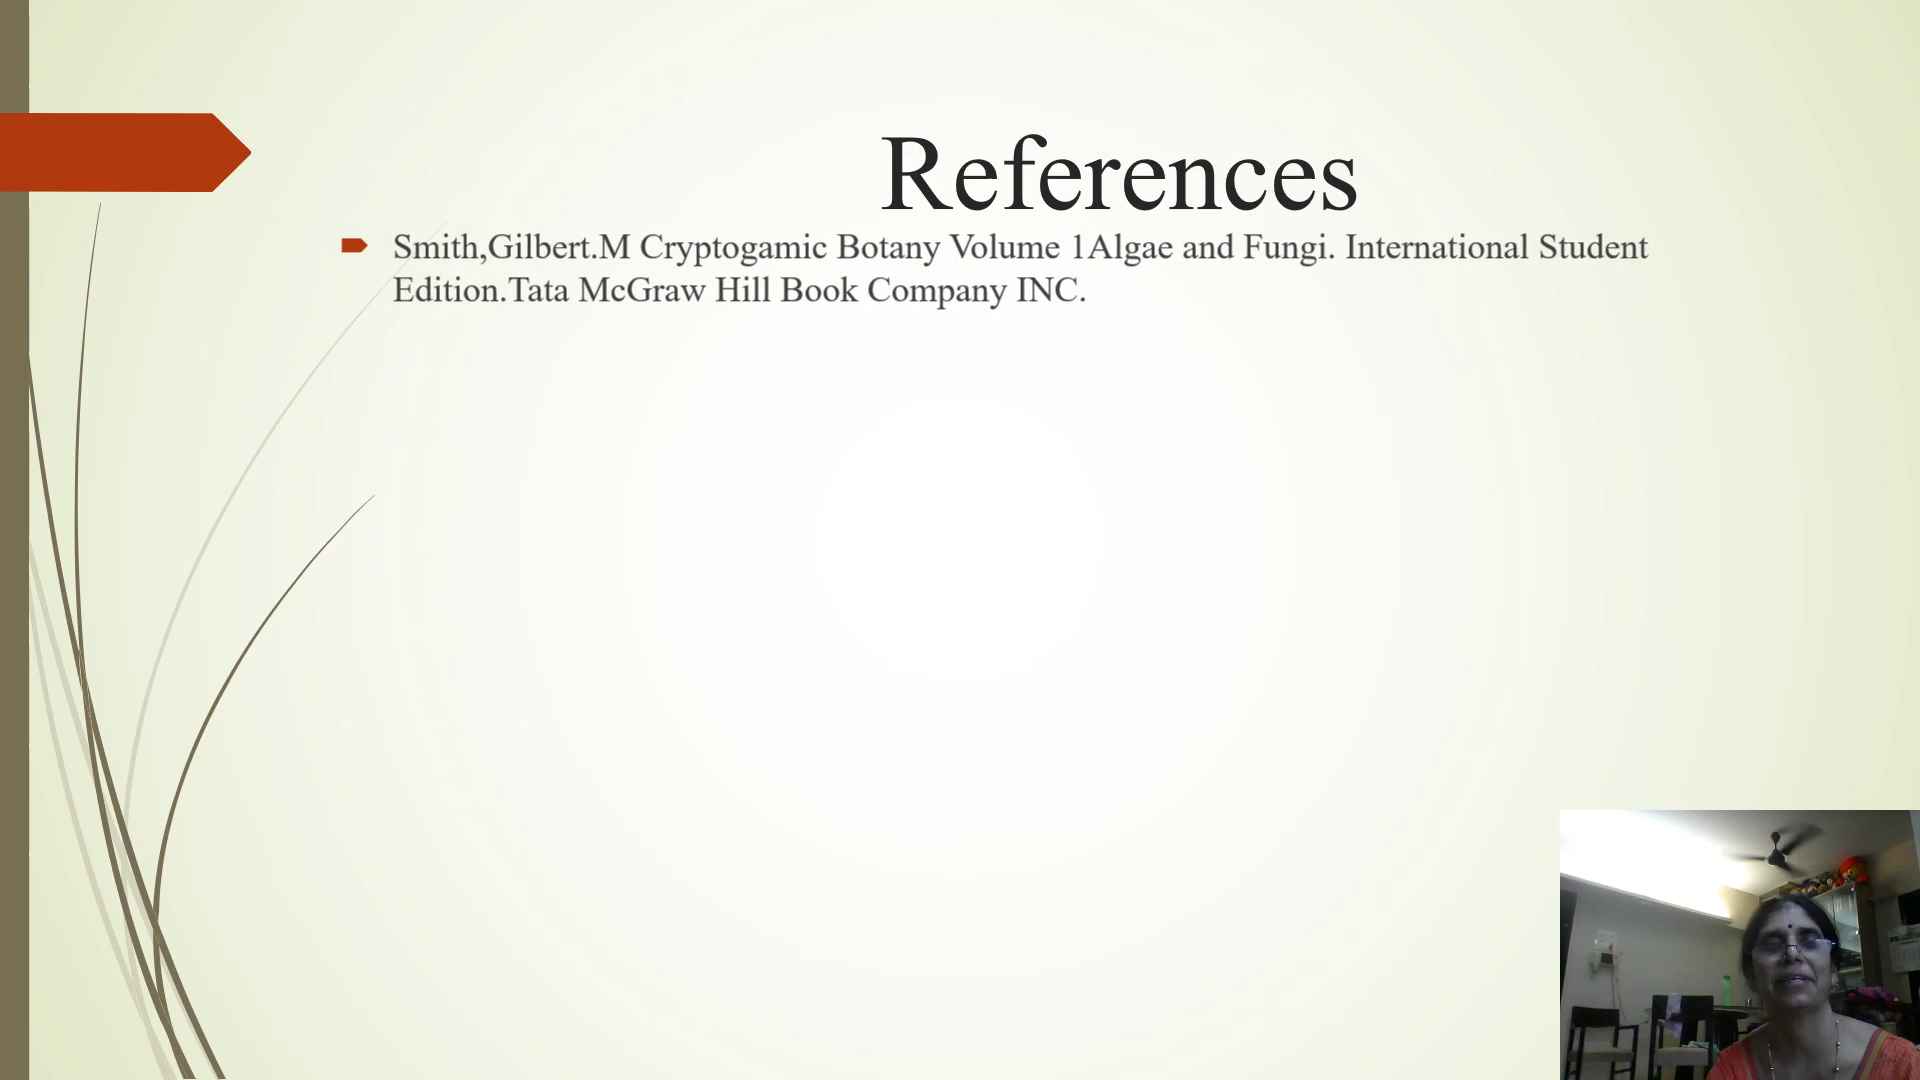 References
Smith,Gilbert.M Cryptogamic Botany Volume 1Algae and Fungi. International Student
Edition.Tata McGraw Hill Book Company INC.